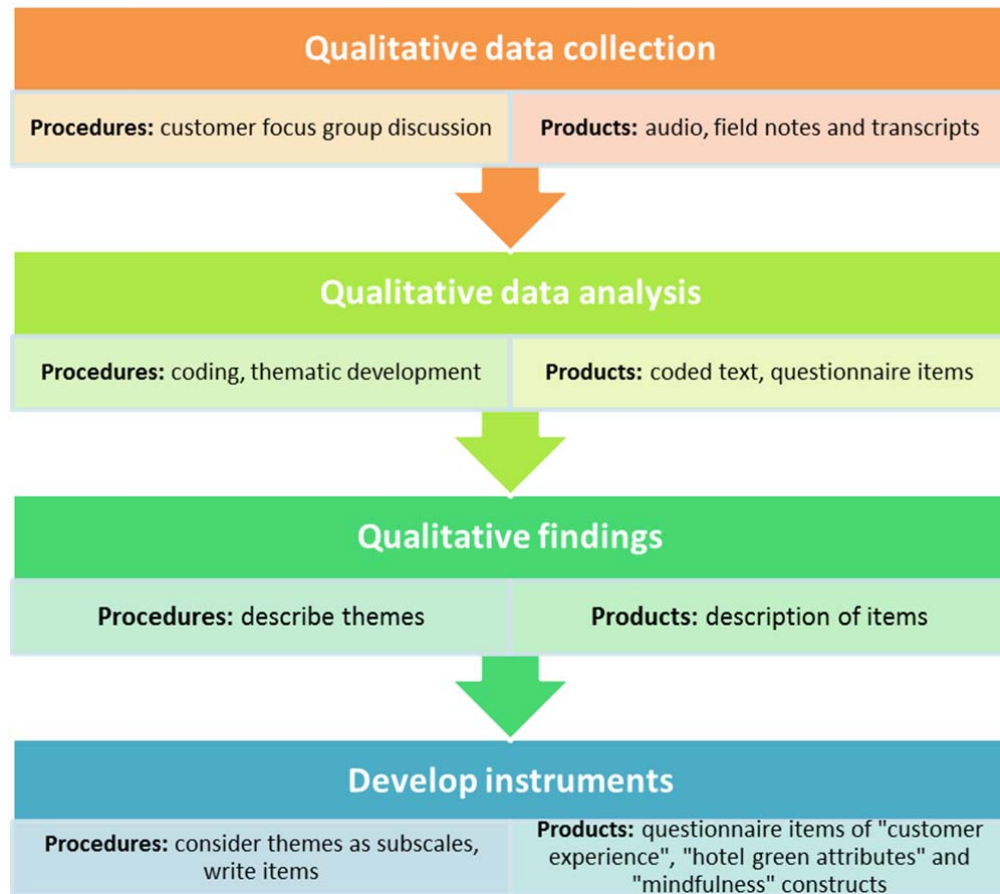 Qualitative data collection
Procedures: customer focus group discussion
Products: audio, field notes and transcripts
Qualitative data analysis
Procedures: coding, thematic development
Products: coded text, questionnaire items
Qualitative findings
Procedures: describe themes
Products: description of items
Develop instruments
Procedures: consider themes as subscales,
write items
Products: questionnaire items of "customer
experience", "hotel green attributes" and
"mindfulness" constructs